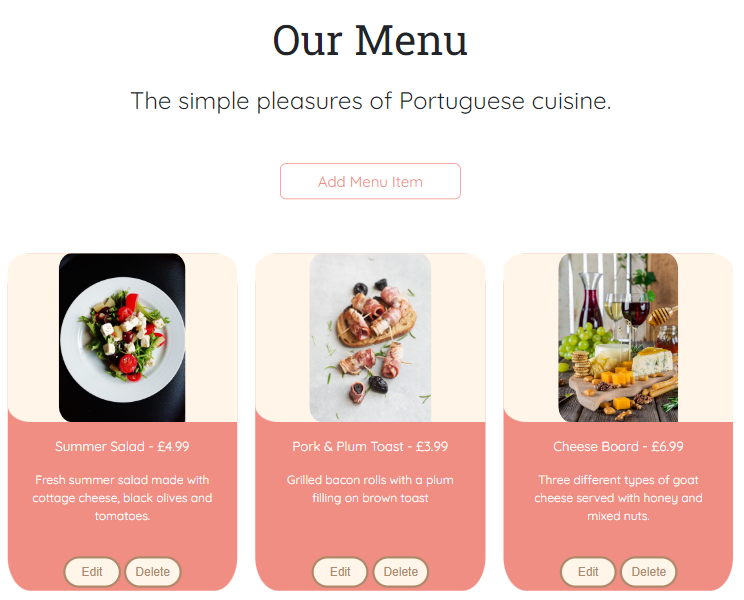 Our Menu
The simple pleasures of Portuguese cuisine.
Add Menu Item
Summer Salad - £4.99
Fresh summer salad made with
cottage cheese, black olives and
tomatoes.
Edit
Delete
Pork & Plum Toast - £3.99
Grilled bacon rolls with a plum
filling on brown toast
Edit
Delete
Cheese Board - £6.99
Three different types of goat
cheese served with honey and
mixed nuts.
Edit
Delete